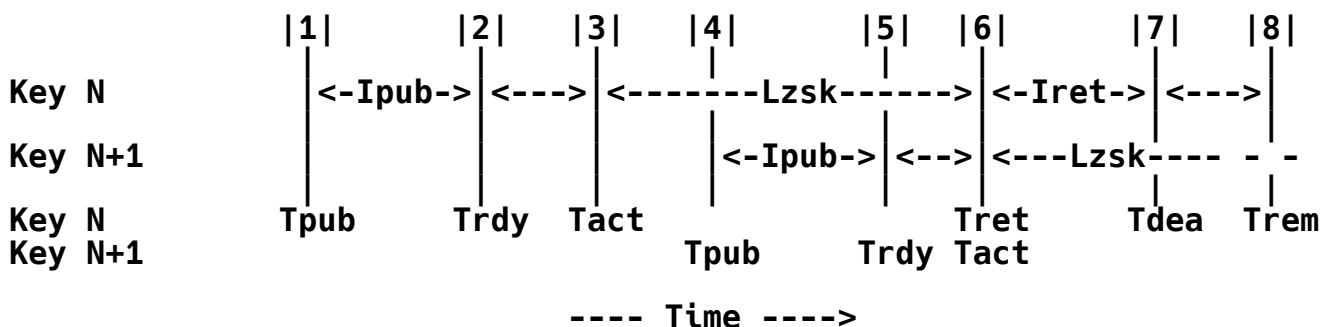 |1| |2| |3| |4| |5| |6| |7| |8|
Key N |<-Ipub->|<--->|<-------Lzsk------>|<-Iret->|<--->|
Key N+1 |<-Ipub->|<-->|<---Lzsk---- - -
Key N Tpub Trdy Tact Tret Tdea Trem
Key N+1 Tpub Trdy Tact
---- Time ---->